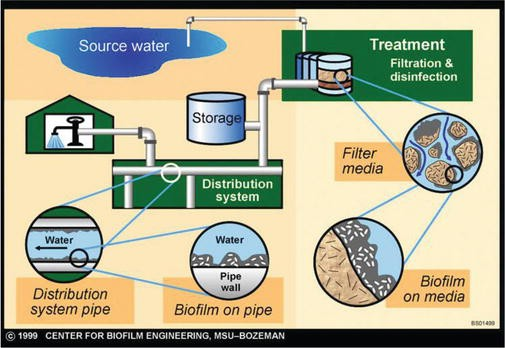 Source water
Treatment
Filtration &
disinfection
Storage
Filter
media
Distribution
system
Water
Water
Pipe
wall
Distribution
system pipe
Biofilm on pipe
Biofilm
on media
BS01499
© 1999 CENTER FOR BIOFILM ENGINEERING, MSU–BOZEMAN